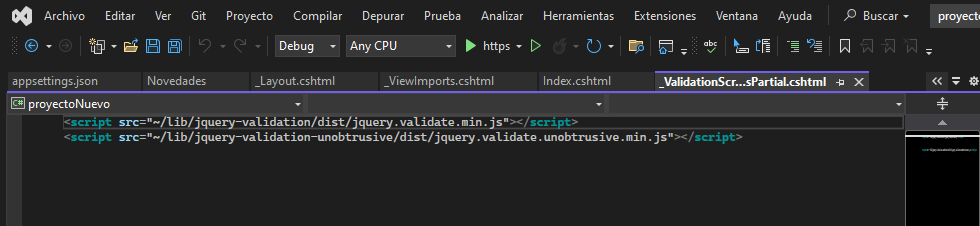 Archivo Editar Ver Git Proyecto Compilar Depurar Prueba Analizar Herramientas Extensiones Ventana Ayuda Buscar proyecto
Debug Any CPU https abc
appsettings.json Novedades _Layout.cshtml _ViewImports.cshtml Index.cshtml _ValidationScr...sPartial.cshtml
C# proyectoNuevo
<script src="~/lib/jquery-validation/dist/jquery.validate.min.js"></script>
<script src="~/lib/jquery-validation-unobtrusive/dist/jquery.validate.unobtrusive.min.js"></script>